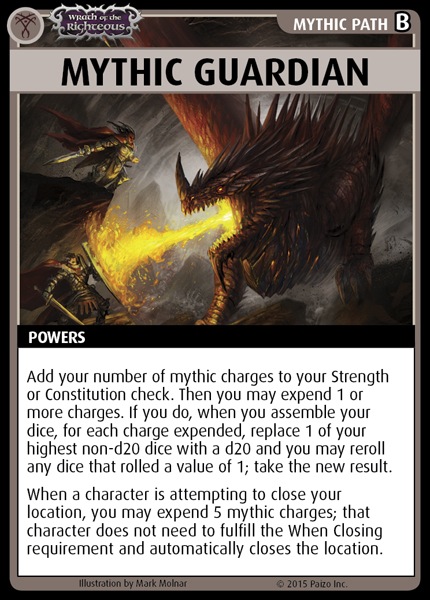 Wrath of the
Righteous
MYTHIC PATH B
MYTHIC GUARDIAN
POWERS
Add your number of mythic charges to your Strength
or Constitution check. Then you may expend 1 or
more charges. If you do, when you assemble your
dice, for each charge expended, replace 1 of your
highest non-d20 dice with a d20 and you may reroll
any dice that rolled a value of 1; take the new result.
When a character is attempting to close your
location, you may expend 5 mythic charges; that
character does not need to fulfill the When Closing
requirement and automatically closes the location.
Illustration by Mark Molnar © 2015 Paizo Inc.